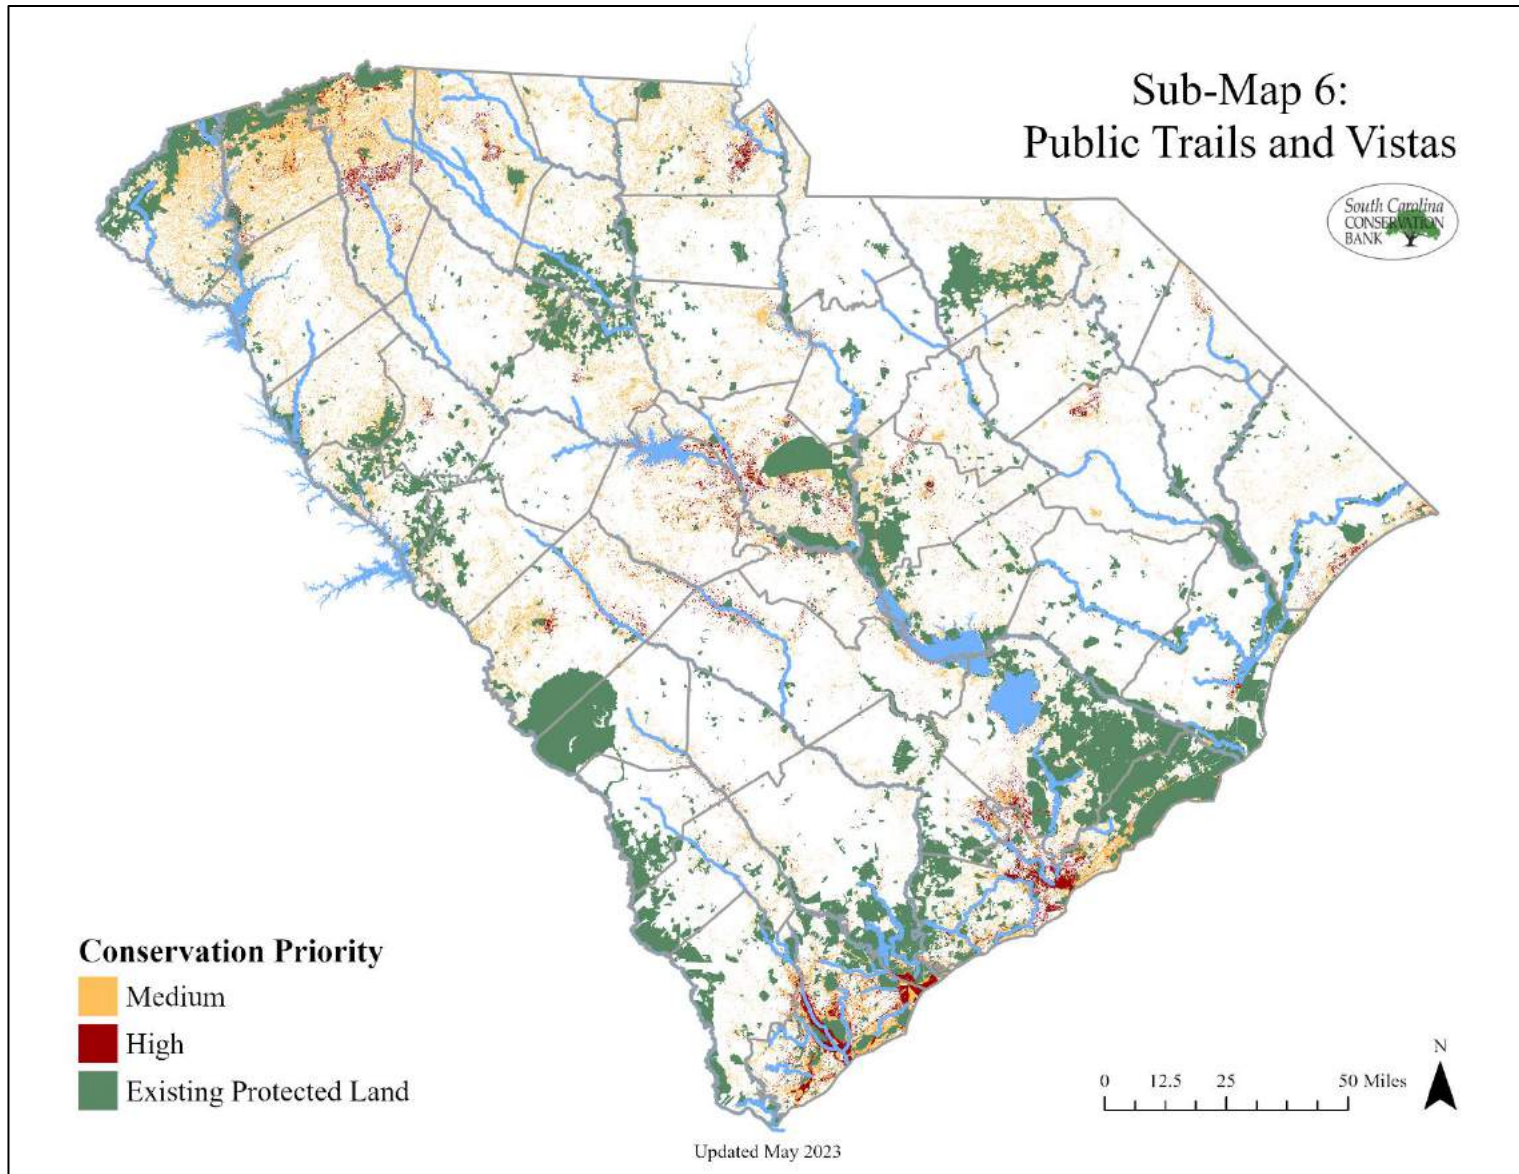 Sub-Map 6:
Public Trails and Vistas
South Carolina
CONSERVATION
BANK
Conservation Priority
Medium
High
Existing Protected Land
N
0 12.5 25 50 Miles
Updated May 2023